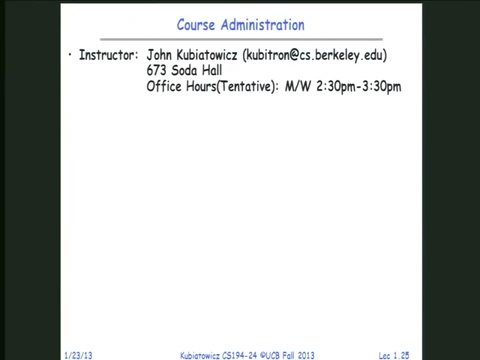 Course Administration
• Instructor: John Kubiatowicz (kubitron@cs.berkeley.edu)
673 Soda Hall
Office Hours(Tentative): M/W 2:30pm-3:30pm
1/23/13 Kubiatowicz CS194-24 ©UCB Fall 2013 Lec 1.25